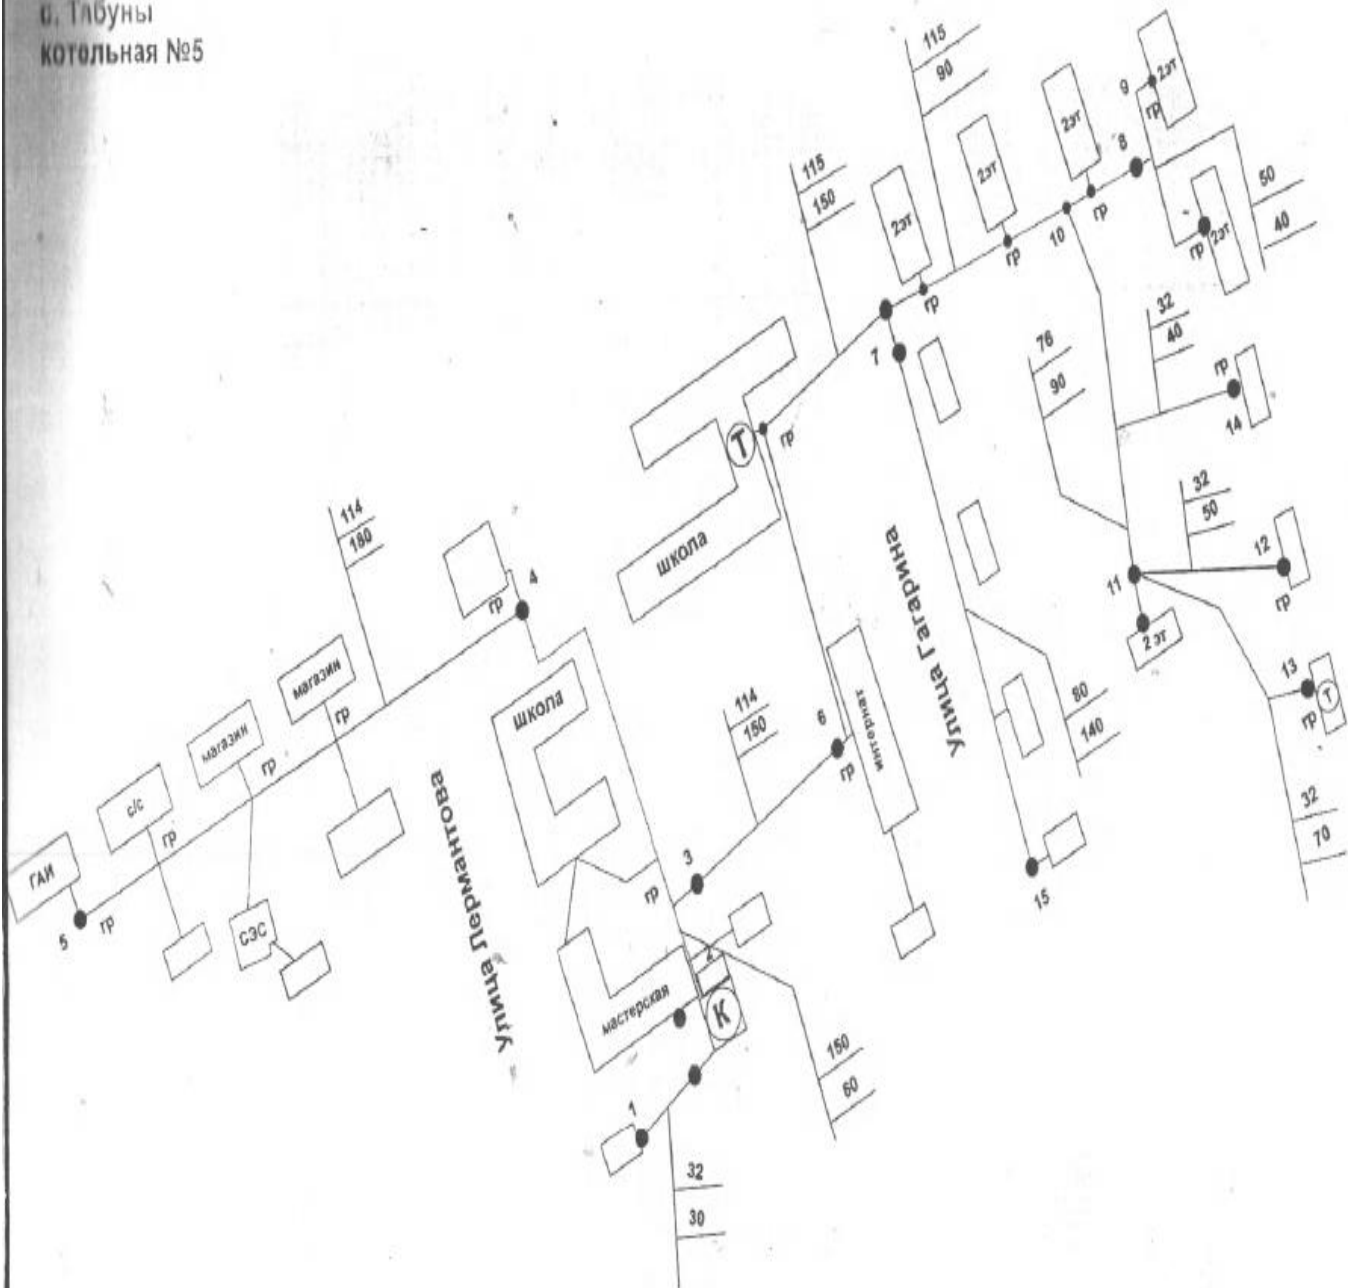 с. Табуны
котельная №5
115
90
115
150
2эт
гр
2эт
гр
2эт
гр
10
8
9
2эт
гр
2эт
гр
50
40
7
Т
гр
школа
76
90
32
40
гр
14
32
50
12
гр
11
2 эт
13
гр
Т
32
70
Улица Гагарина
80
140
15
114
180
4
гр
магазин
гр
магазин
гр
с/с
гр
ГАИ
гр
5
СЭС
Улица Лермантова
школа
114
150
6
гр
интернат
3
гр
2
мастерская
К
150
60
1
32
30